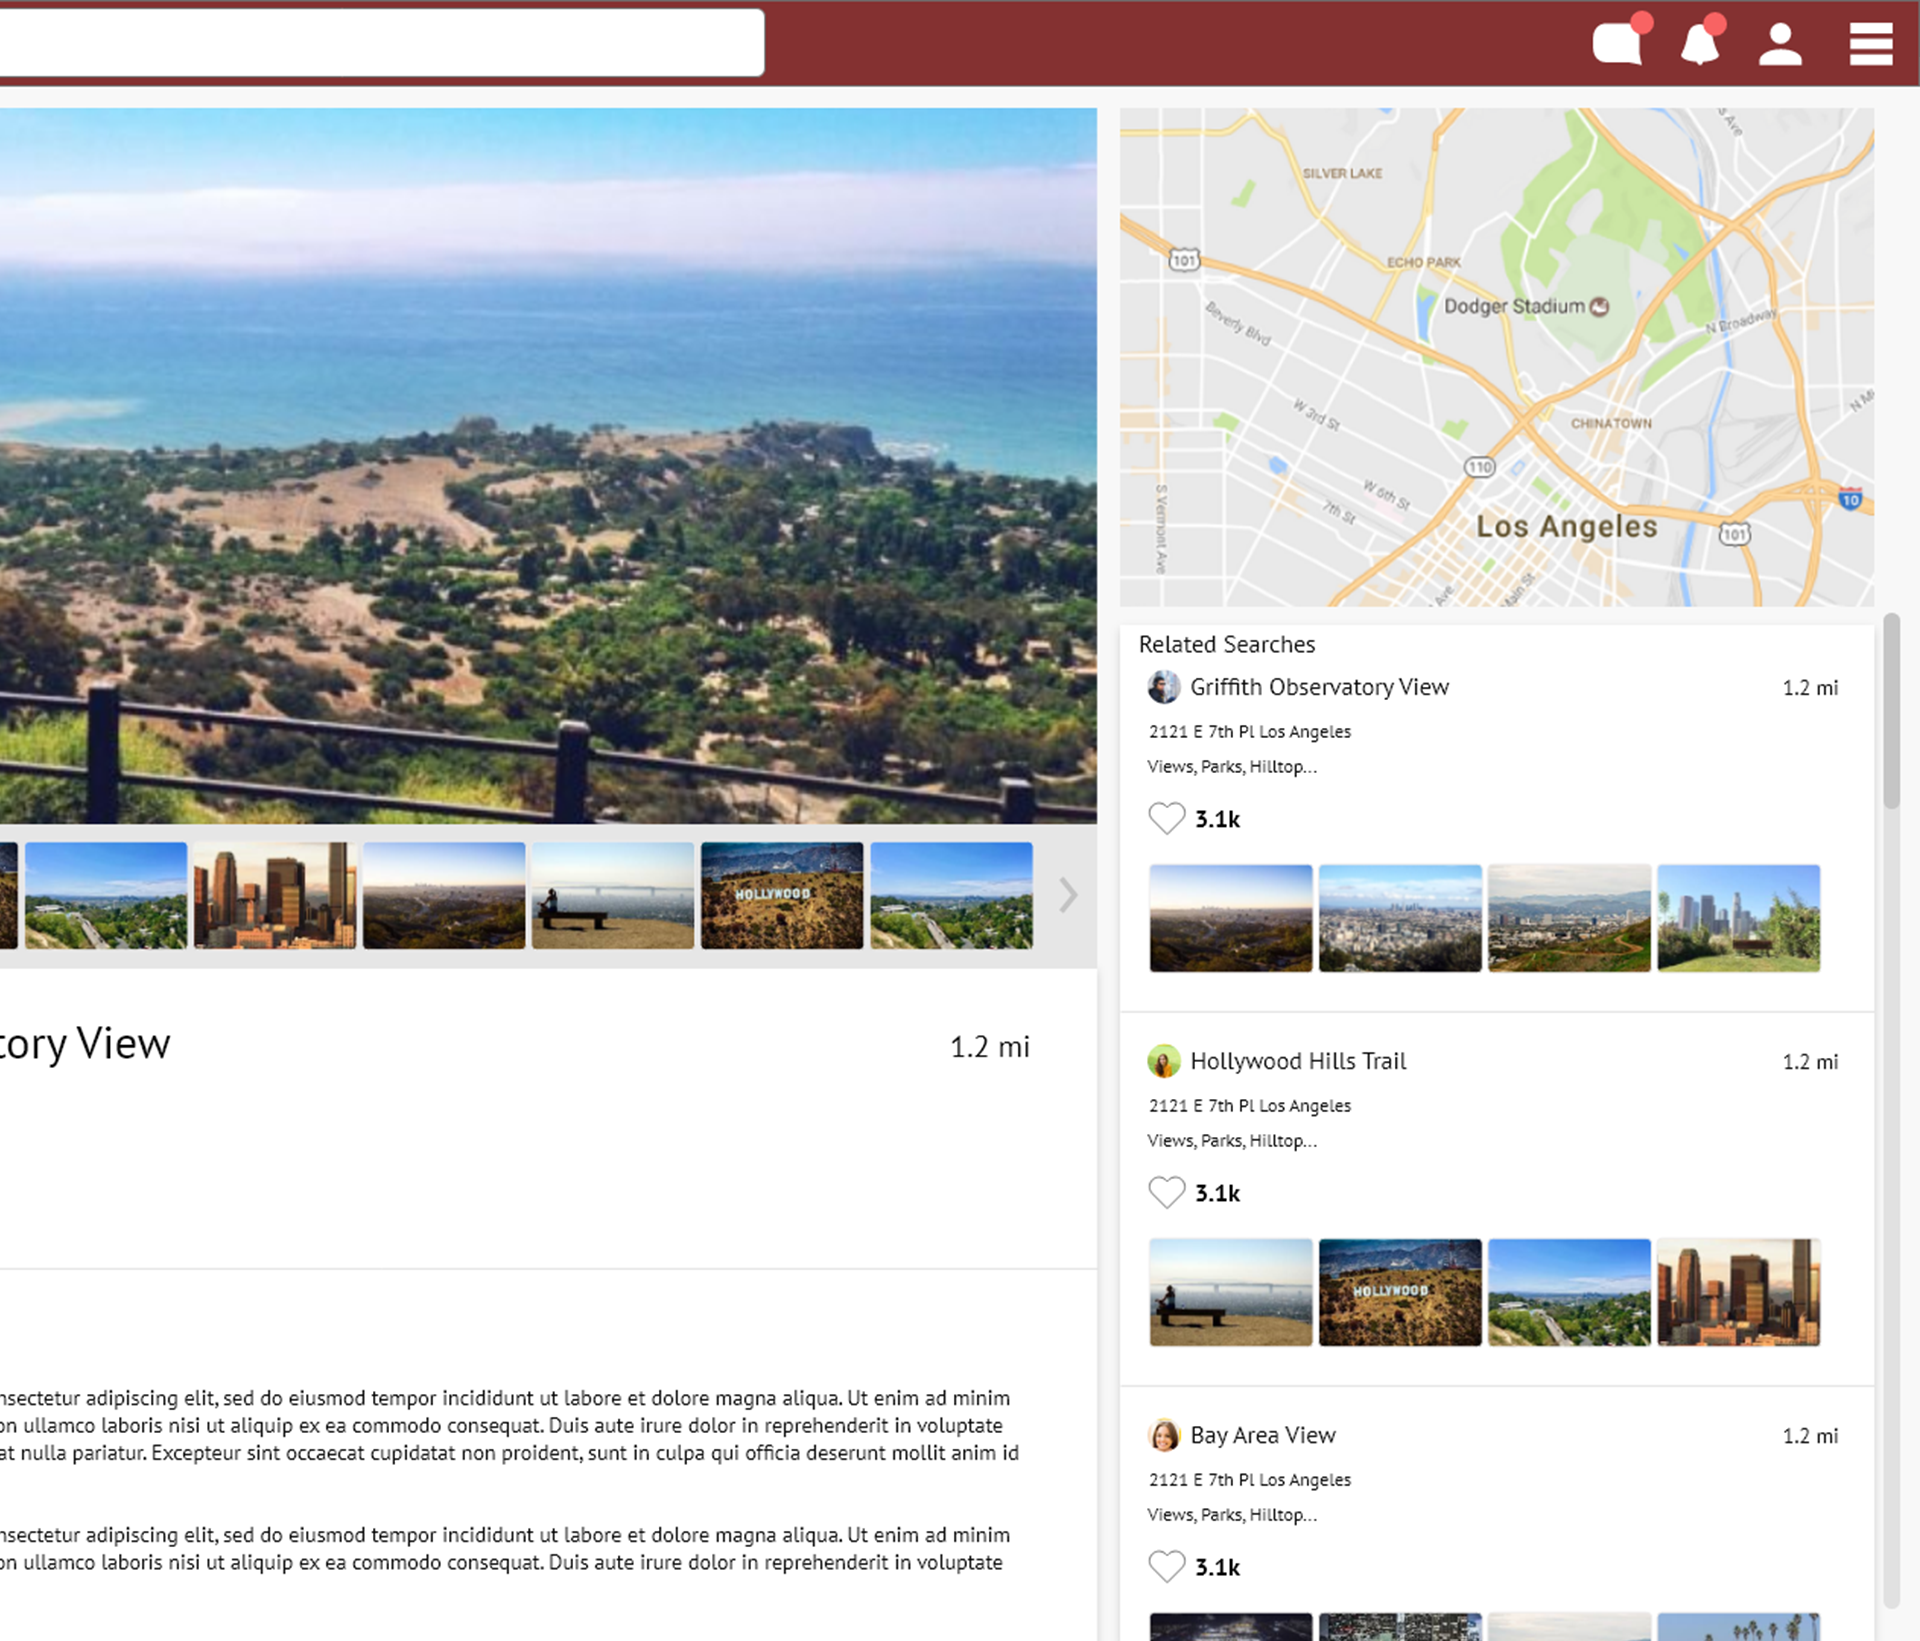 S Ave
SILVER LAKE
101
ECHO PARK
Dodger Stadium
Beverly Blvd
N Broadway
W 3rd St
CHINATOWN
110
W 6th St
7th St
10
Los Angeles
101
S Vermont Ave
Ave
Main St
Related Searches
Griffith Observatory View 1.2 mi
2121 E 7th Pl Los Angeles
Views, Parks, Hilltop...
3.1k
HOLLYWOOD
tory View 1.2 mi
Hollywood Hills Trail 1.2 mi
2121 E 7th Pl Los Angeles
Views, Parks, Hilltop...
3.1k
HOLLYWOOD
nsectetur adipiscing elit, sed do eiusmod tempor incididunt ut labore et dolore magna aliqua. Ut enim ad minim
on ullamco laboris nisi ut aliquip ex ea commodo consequat. Duis aute irure dolor in reprehenderit in voluptate
at nulla pariatur. Excepteur sint occaecat cupidatat non proident, sunt in culpa qui officia deserunt mollit anim id
nsectetur adipiscing elit, sed do eiusmod tempor incididunt ut labore et dolore magna aliqua. Ut enim ad minim
on ullamco laboris nisi ut aliquip ex ea commodo consequat. Duis aute irure dolor in reprehenderit in voluptate
Bay Area View 1.2 mi
2121 E 7th Pl Los Angeles
Views, Parks, Hilltop...
3.1k